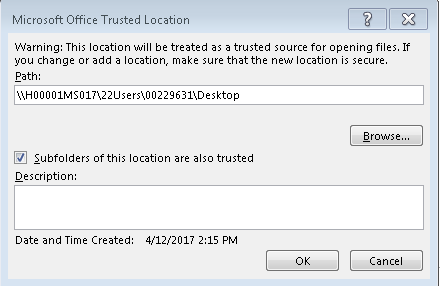 Microsoft Office Trusted Location
Warning: This location will be treated as a trusted source for opening files. If
you change or add a location, make sure that the new location is secure.
Path:
\\H00001MS017\22Users\00229631\Desktop
Browse...
Subfolders of this location are also trusted
Description:
Date and Time Created: 4/12/2017 2:15 PM
OK Cancel